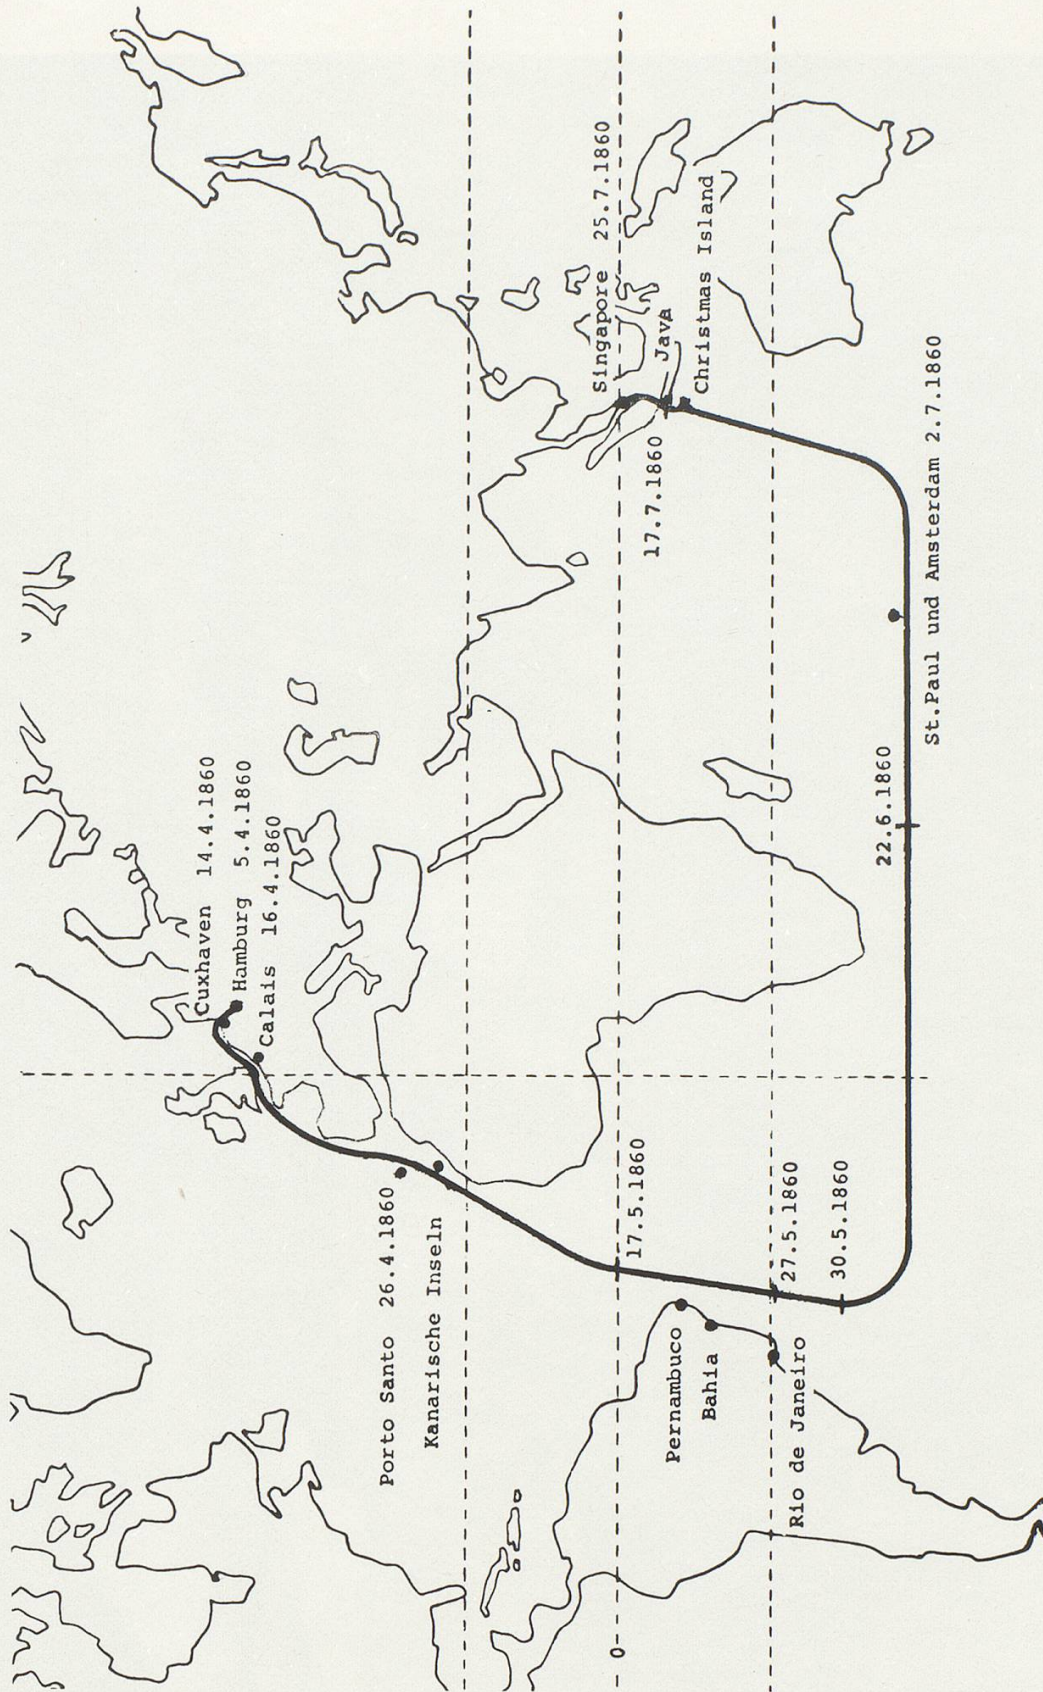 Cuxhaven 14.4.1860
Hamburg 5.4.1860
Calais 16.4.1860
Porto Santo 26.4.1860
Kanarische Inseln
Singapore 25.7.1860
0
17.5.1860
17.7.1860
Java
Christmas Island
Pernambuco
Bahia
27.5.1860
Rio de Janeiro
30.5.1860
22.6.1860
St.Paul und Amsterdam 2.7.1860